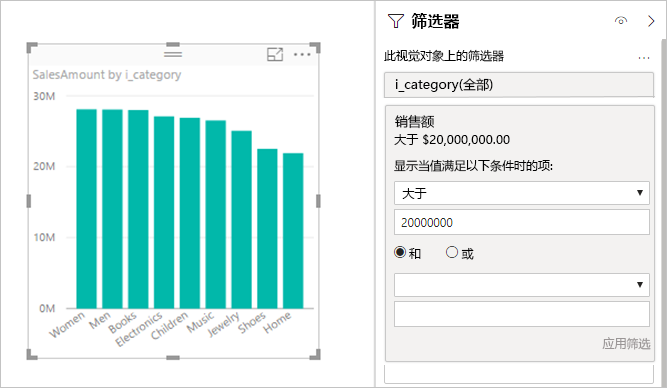 SalesAmount by i_category
30M
20M
10M
0M
Women
Men
Books
Electronics
Children
Music
Jewelry
Shoes
Home
筛选器
此视觉对象上的筛选器
i_category(全部)
销售额
大于 $20,000,000.00
显示当值满足以下条件时的项:
大于
20000000
和 或
应用筛选